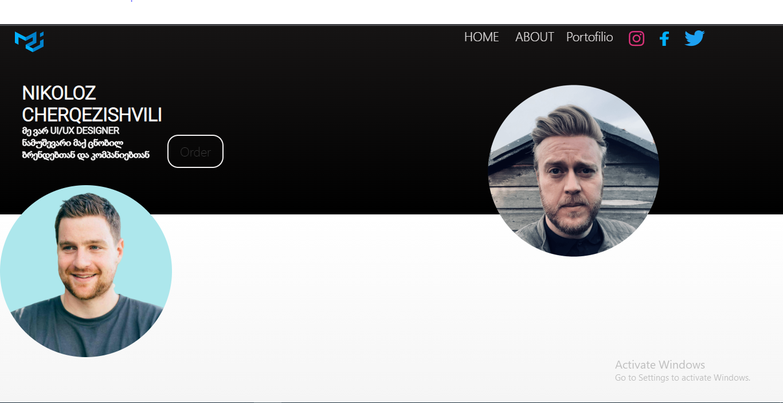 HOME ABOUT Portofilio
NIKOLOZ
CHERQEZISHVILI
მე ვარ UI/UX DESIGNER
ნამუშევარი მაქ ცნობილ
ბრენდებთან და კომპანიებთან
Order
Activate Windows
Go to Settings to activate Windows.